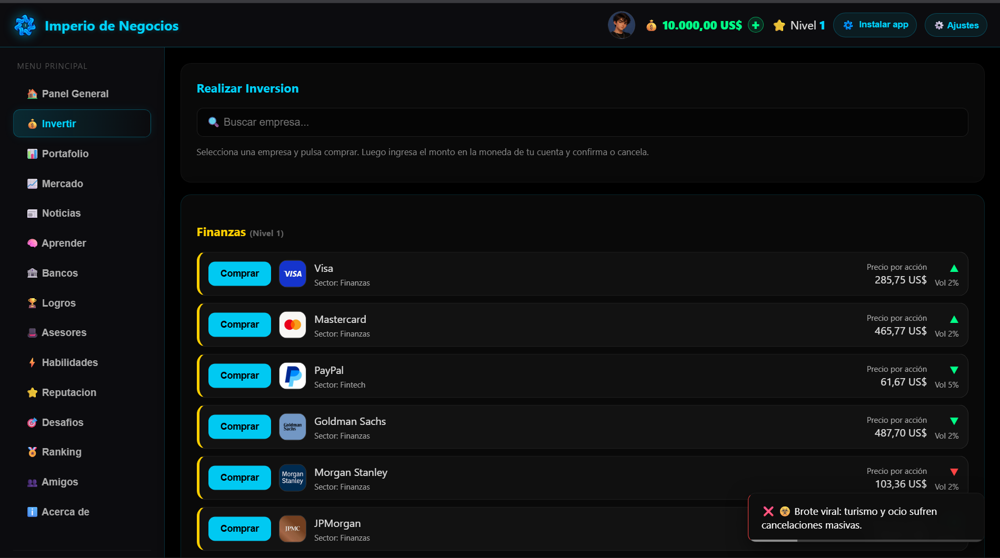 Imperio de Negocios
10.000,00 US$ +
Nivel 1
Instalar app
Ajustes
MENU PRINCIPAL
Panel General
Invertir
Portafolio
Mercado
Noticias
Aprender
Bancos
Logros
Asesores
Habilidades
Reputacion
Desafios
Ranking
Amigos
Acerca de
Realizar Inversion
Buscar empresa...
Selecciona una empresa y pulsa comprar. Luego ingresa el monto en la moneda de tu cuenta y confirma o cancela.
Finanzas (Nivel 1)
Comprar
VISA
Visa
Sector: Finanzas
Precio por acción
285,75 US$
Vol 2%
Comprar
Mastercard
Sector: Finanzas
Precio por acción
465,77 US$
Vol 2%
Comprar
PayPal
Sector: Fintech
Precio por acción
61,67 US$
Vol 5%
Comprar
Goldman
Sachs
Goldman Sachs
Sector: Finanzas
Precio por acción
487,70 US$
Vol 2%
Comprar
Morgan
Stanley
Morgan Stanley
Sector: Finanzas
Precio por acción
103,36 US$
Vol 2%
Comprar
JPMC
JPMorgan
Sector: Finanzas
Brote viral: turismo y ocio sufren
cancelaciones masivas.